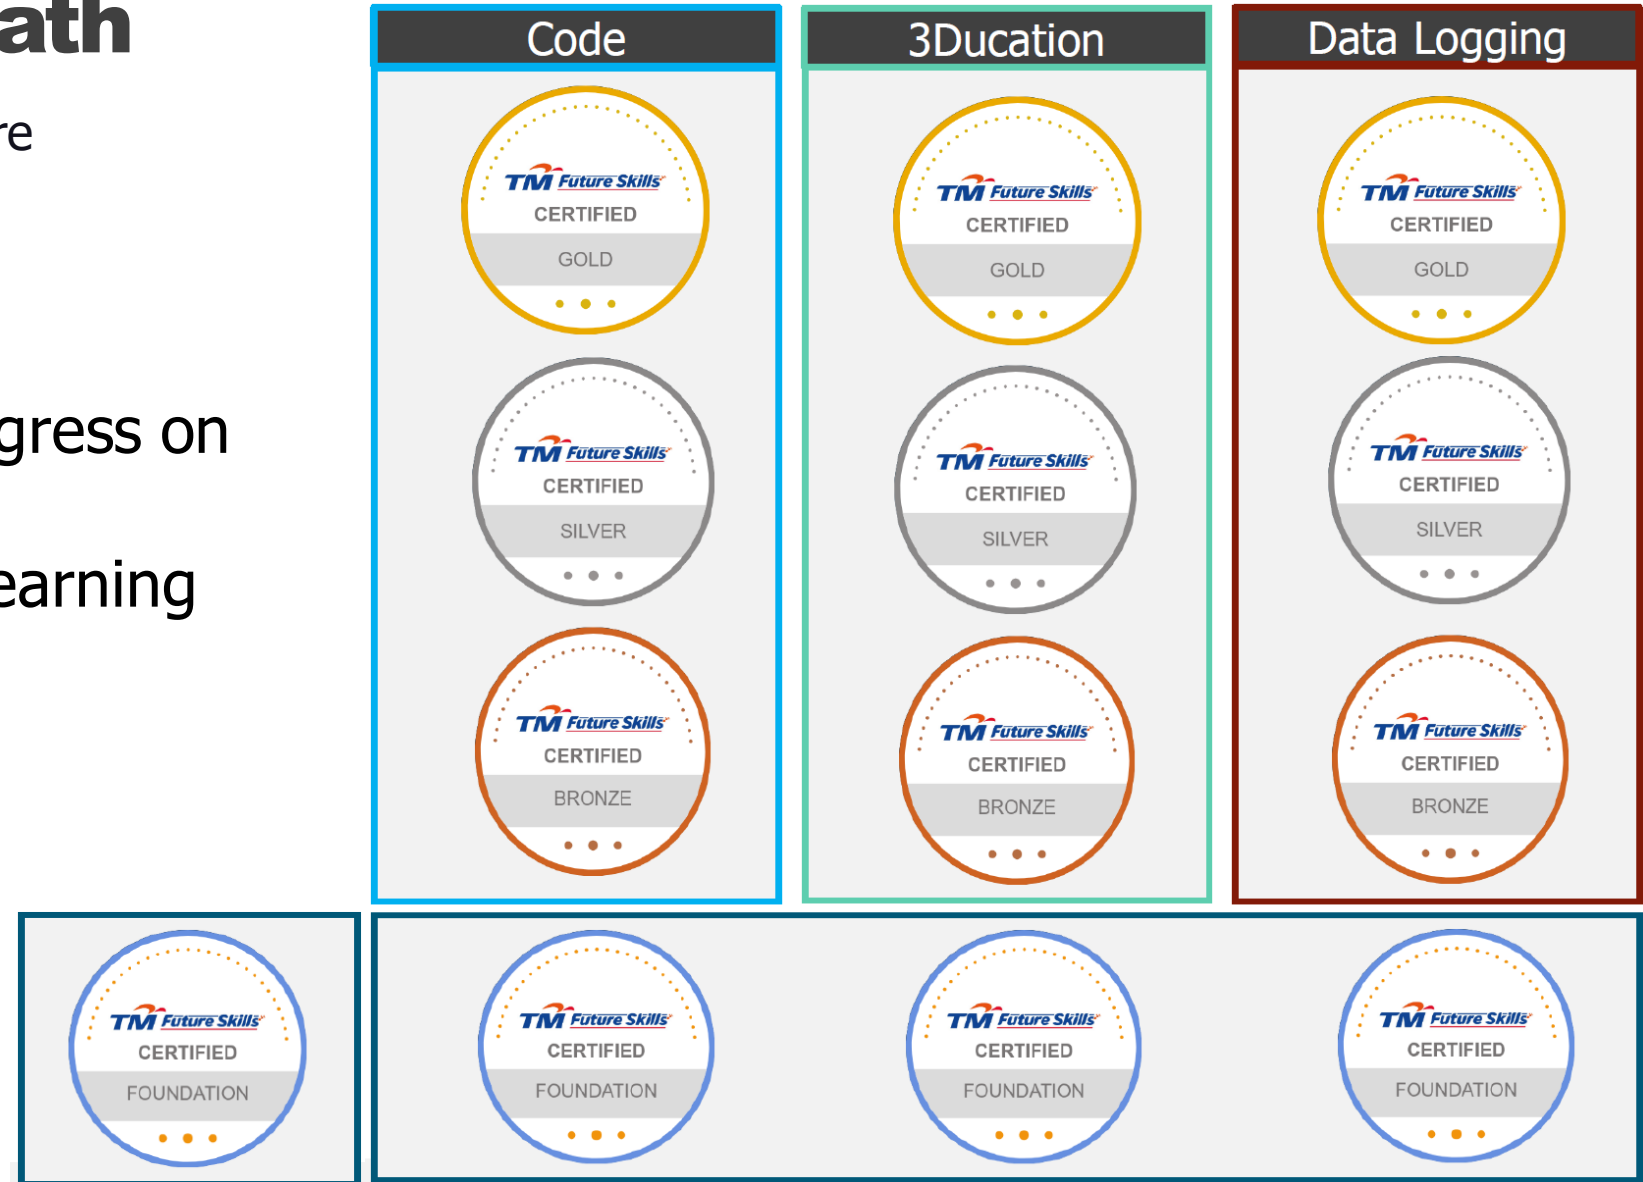 ath
re
gress on
earning
Code
TM Future Skills
CERTIFIED
GOLD
TM Future Skills
CERTIFIED
SILVER
TM Future Skills
CERTIFIED
BRONZE
3Ducation
TM Future Skills
CERTIFIED
GOLD
TM Future Skills
CERTIFIED
SILVER
TM Future Skills
CERTIFIED
BRONZE
Data Logging
TM Future Skills
CERTIFIED
GOLD
TM Future Skills
CERTIFIED
SILVER
TM Future Skills
CERTIFIED
BRONZE
TM Future Skills
CERTIFIED
FOUNDATION
TM Future Skills
CERTIFIED
FOUNDATION
TM Future Skills
CERTIFIED
FOUNDATION
TM Future Skills
CERTIFIED
FOUNDATION